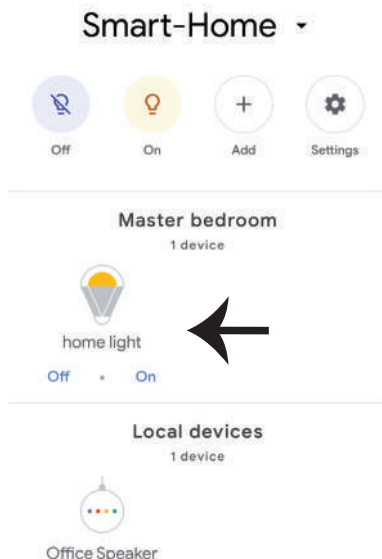 Smart-Home
Off On Add Settings
Master bedroom
1 device
home light
Off • On
Local devices
1 device
Office Speaker